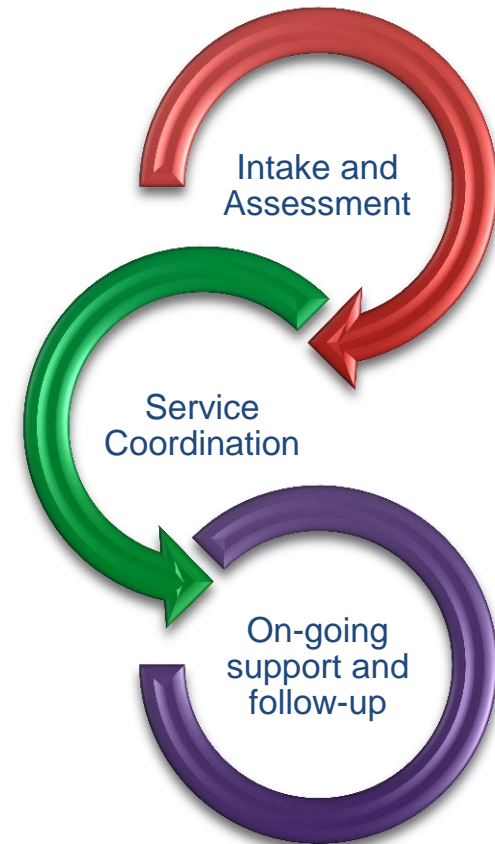 Intake and
Assessment
Service
Coordination
On-going
support and
follow-up